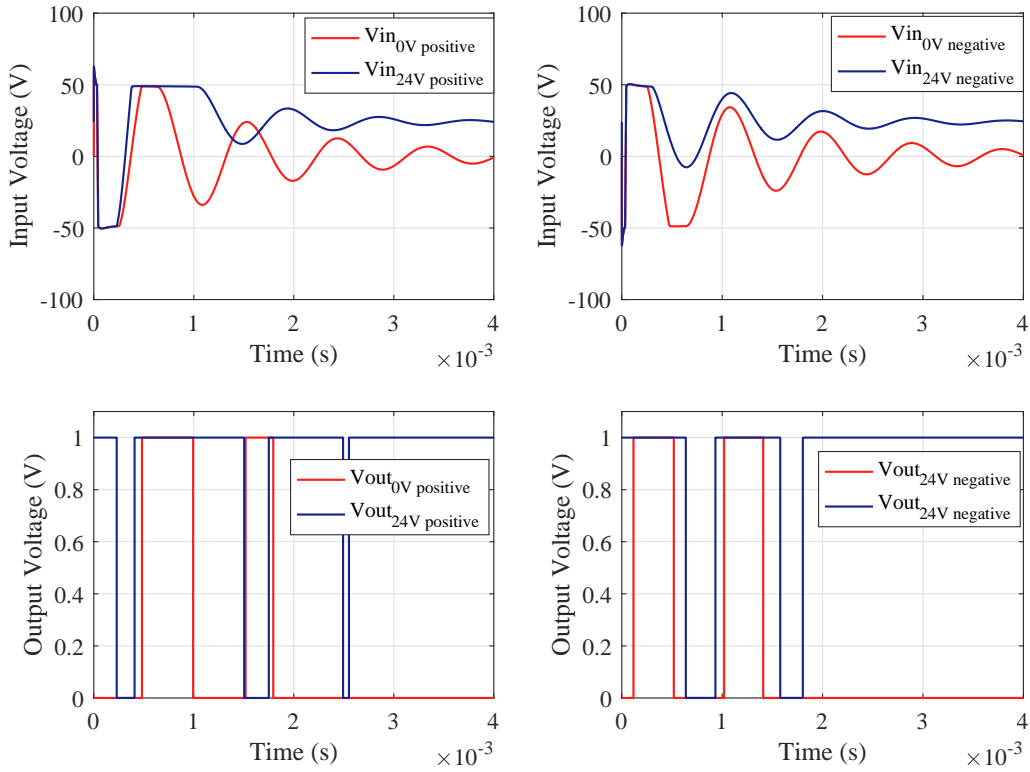 100
50
0
-50
-100
Input Voltage (V)
0 1 2 3 4
Time (s)
×10-3
Vin0V positive
Vin24V positive
100
50
0
-50
-100
Input Voltage (V)
0 1 2 3 4
Time (s)
×10-3
Vin0V negative
Vin24V negative
1
0.8
0.6
0.4
0.2
0
Output Voltage (V)
0 1 2 3 4
Time (s)
×10-3
Vout0V positive
Vout24V positive
1
0.8
0.6
0.4
0.2
0
Output Voltage (V)
0 1 2 3 4
Time (s)
×10-3
Vout24V negative
Vout24V negative